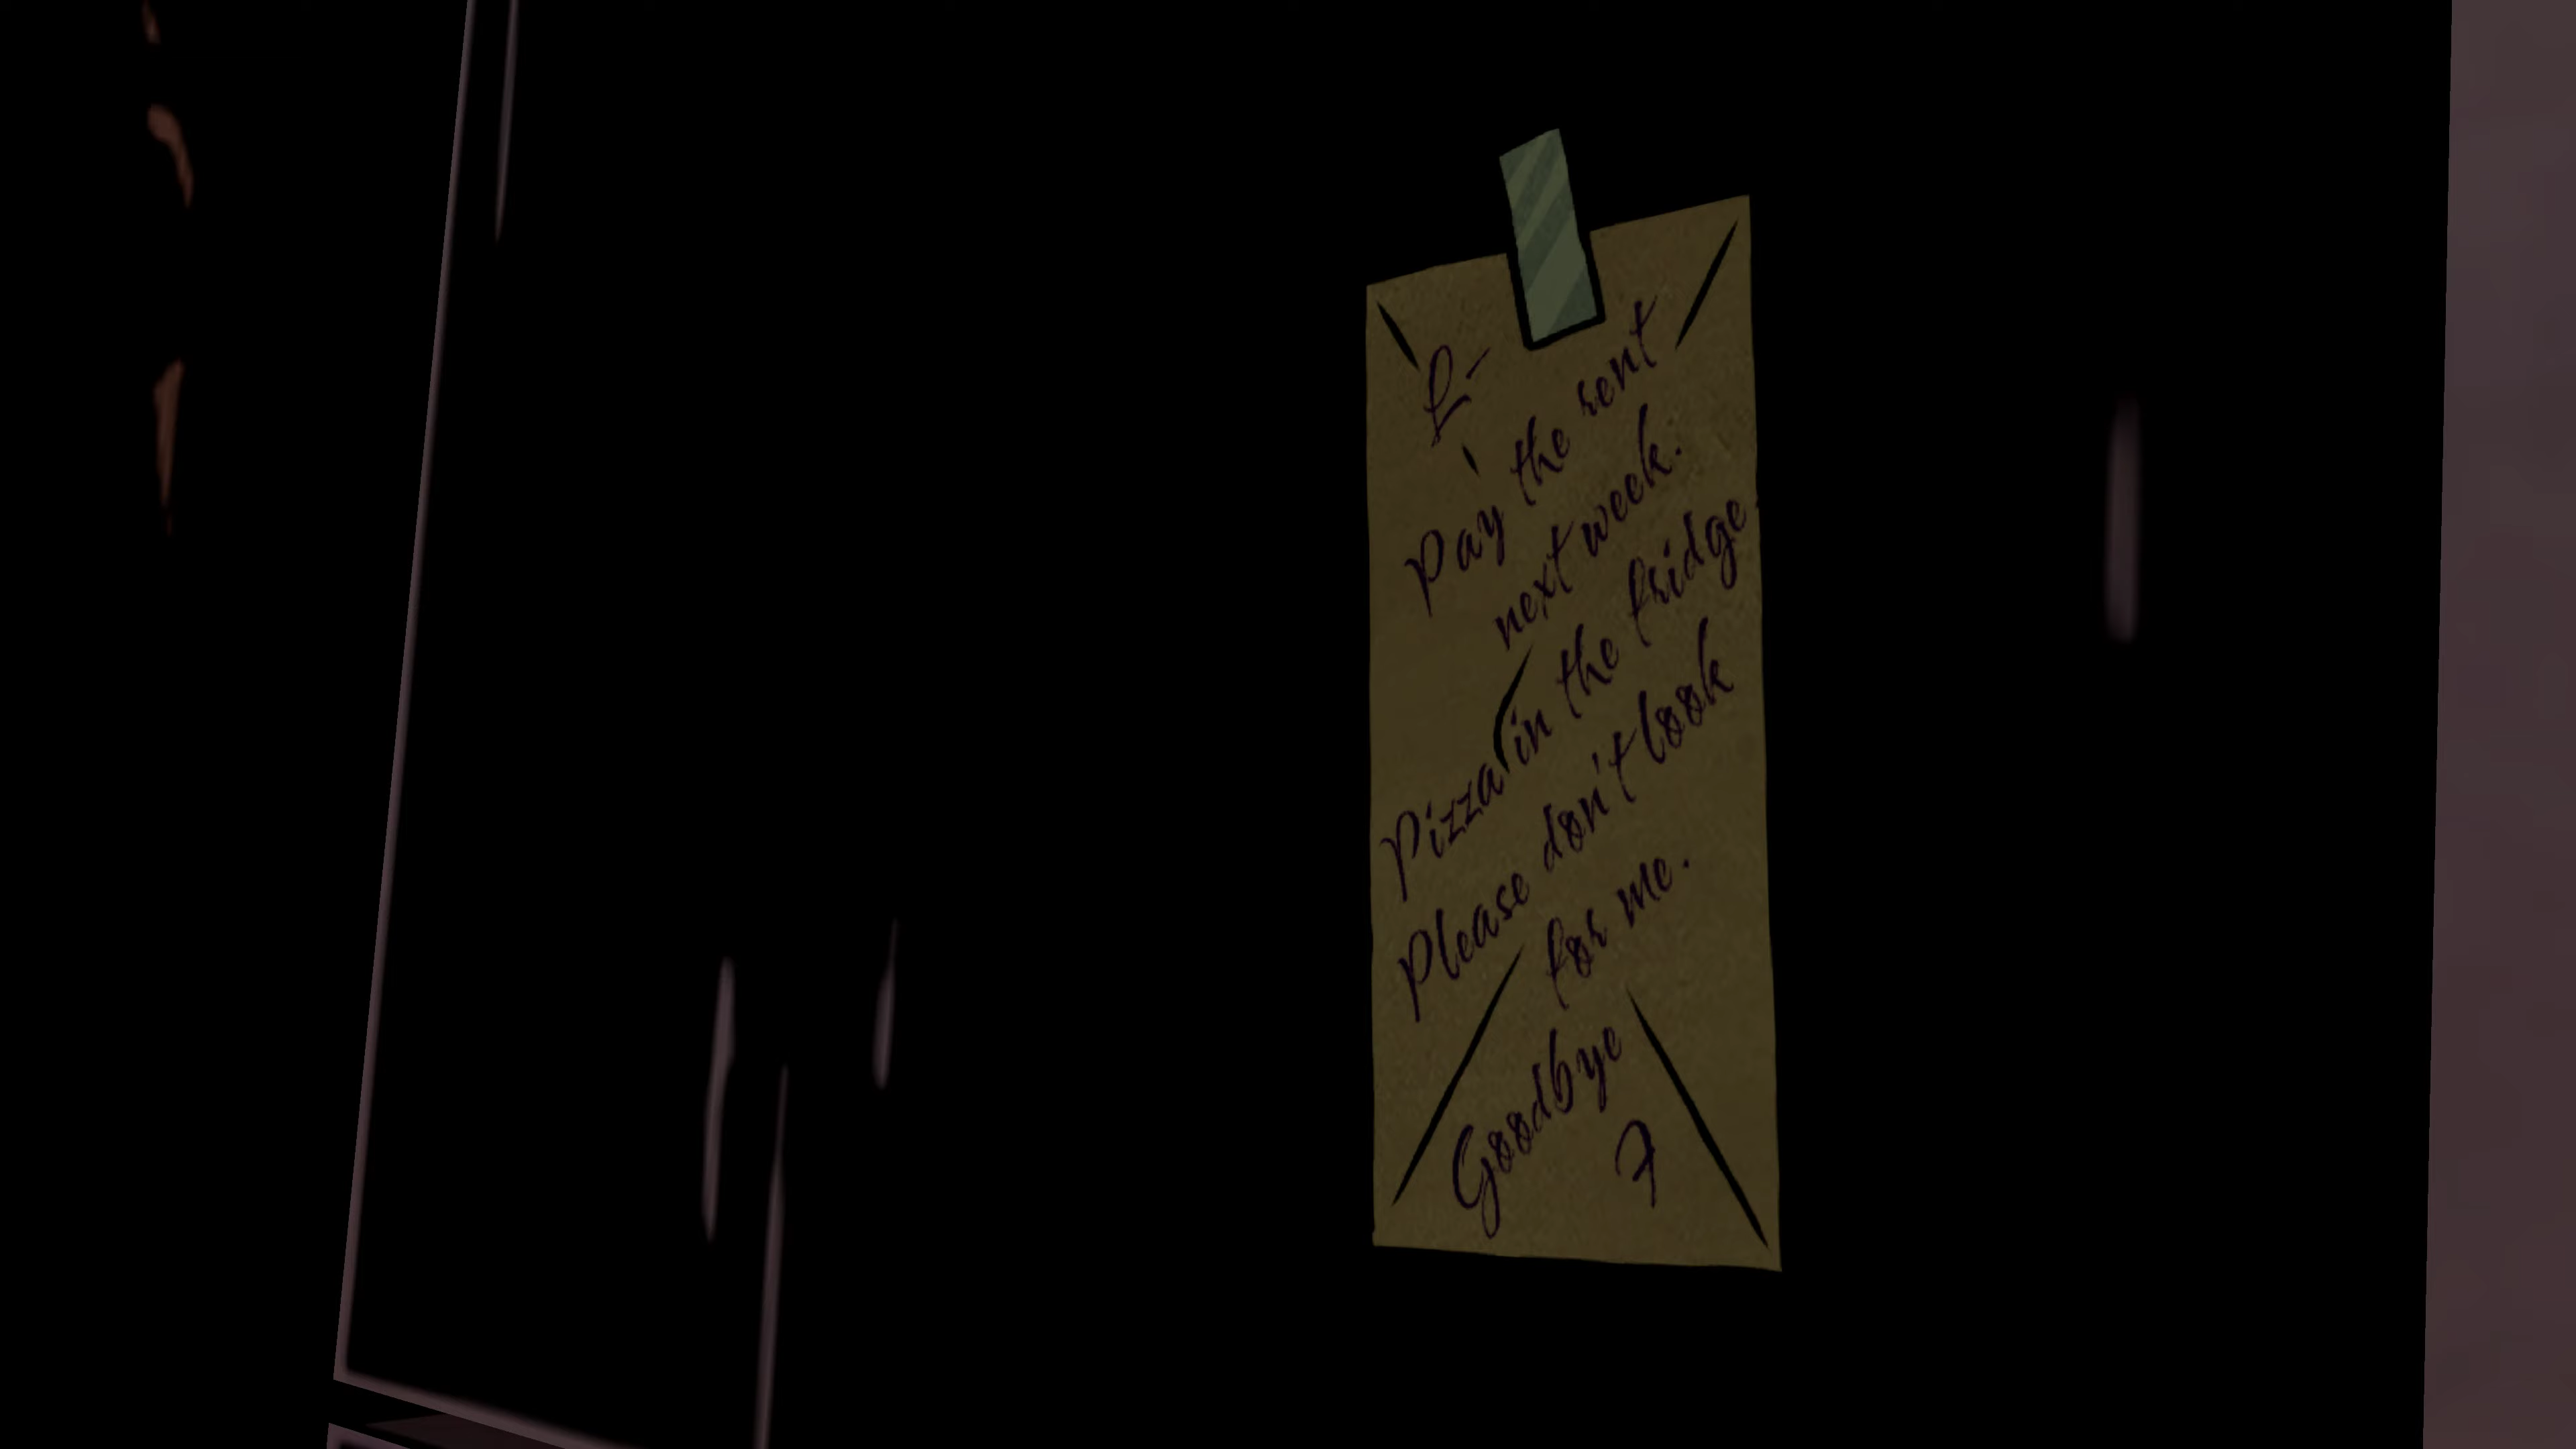 L-
Pay the rent
next week.
Pizza in the fridge
Please don't look
for me.
Goodbye
F